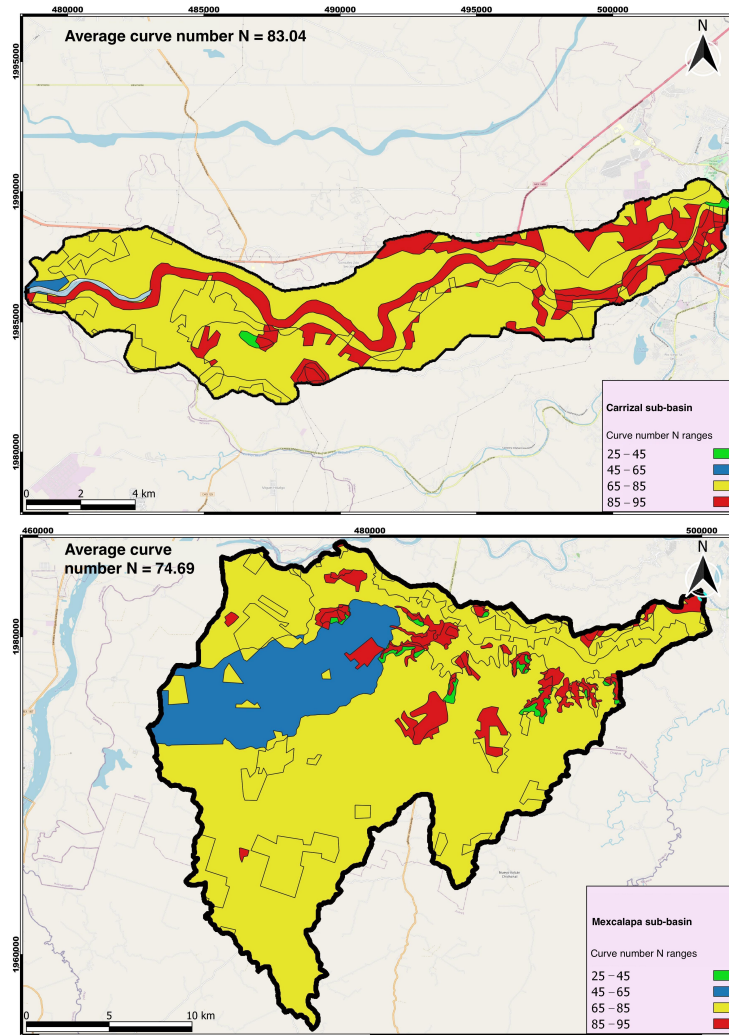 480000 485000 490000 495000 500000
Average curve number N = 83.04
N
1995000
1990000
1985000
1980000
Carrizal sub-basin
Curve number N ranges
25 – 45
45 – 65
65 – 85
85 – 95
0 2 4 km
460000 480000 500000
Average curve
number N = 74.69
N
1980000
1960000
Mexcalapa sub-basin
Curve number N ranges
25 – 45
45 – 65
65 – 85
85 – 95
0 5 10 km